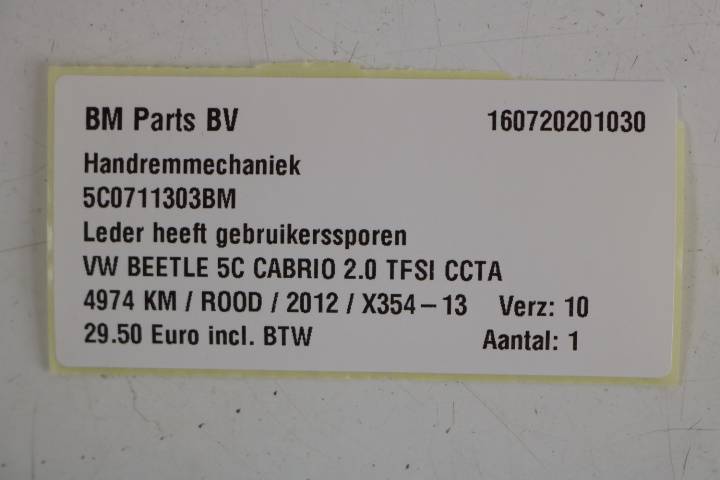 BM Parts BV 160720201030
Handremmechaniek
5C0711303BM
Leder heeft gebruikerssporen
VW BEETLE 5C CABRIO 2.0 TFSI CCTA
4974 KM / ROOD / 2012 / X354-13 Verz: 10
29.50 Euro incl. BTW Aantal: 1